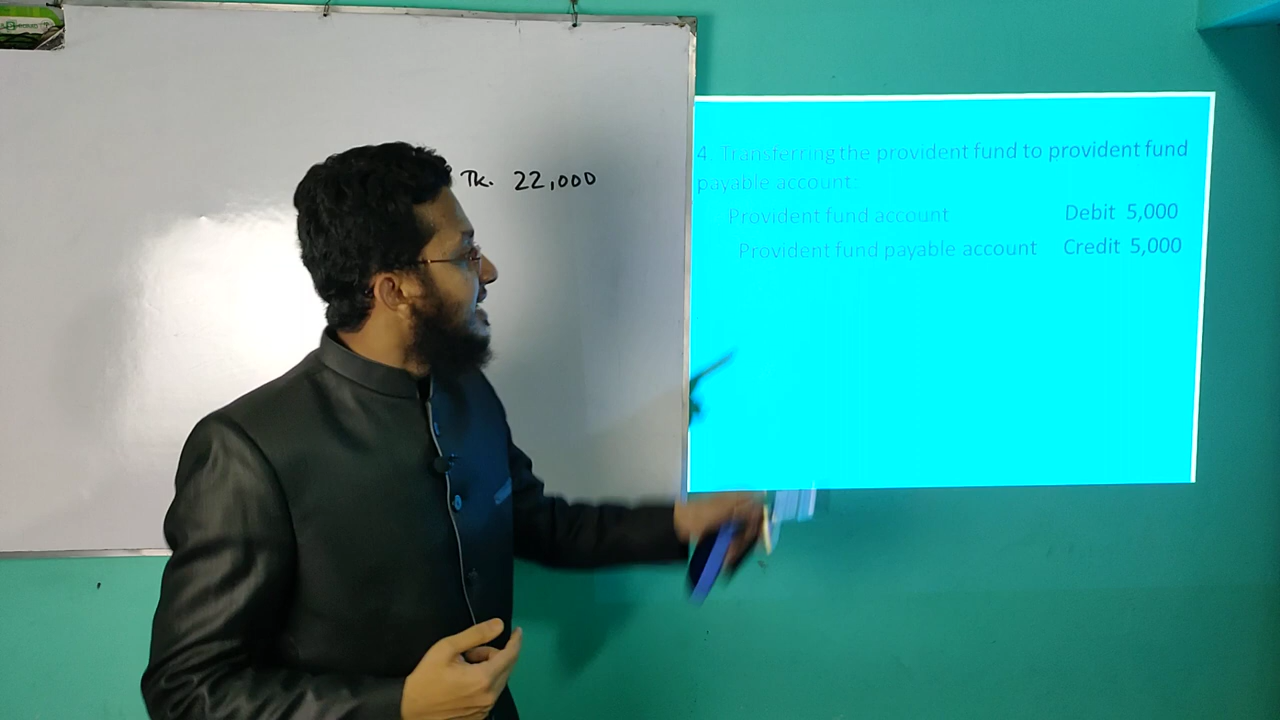 Tk. 22,000
4. Transferring the provident fund to provident fund
payable account:
Provident fund account Debit 5,000
Provident fund payable account Credit 5,000